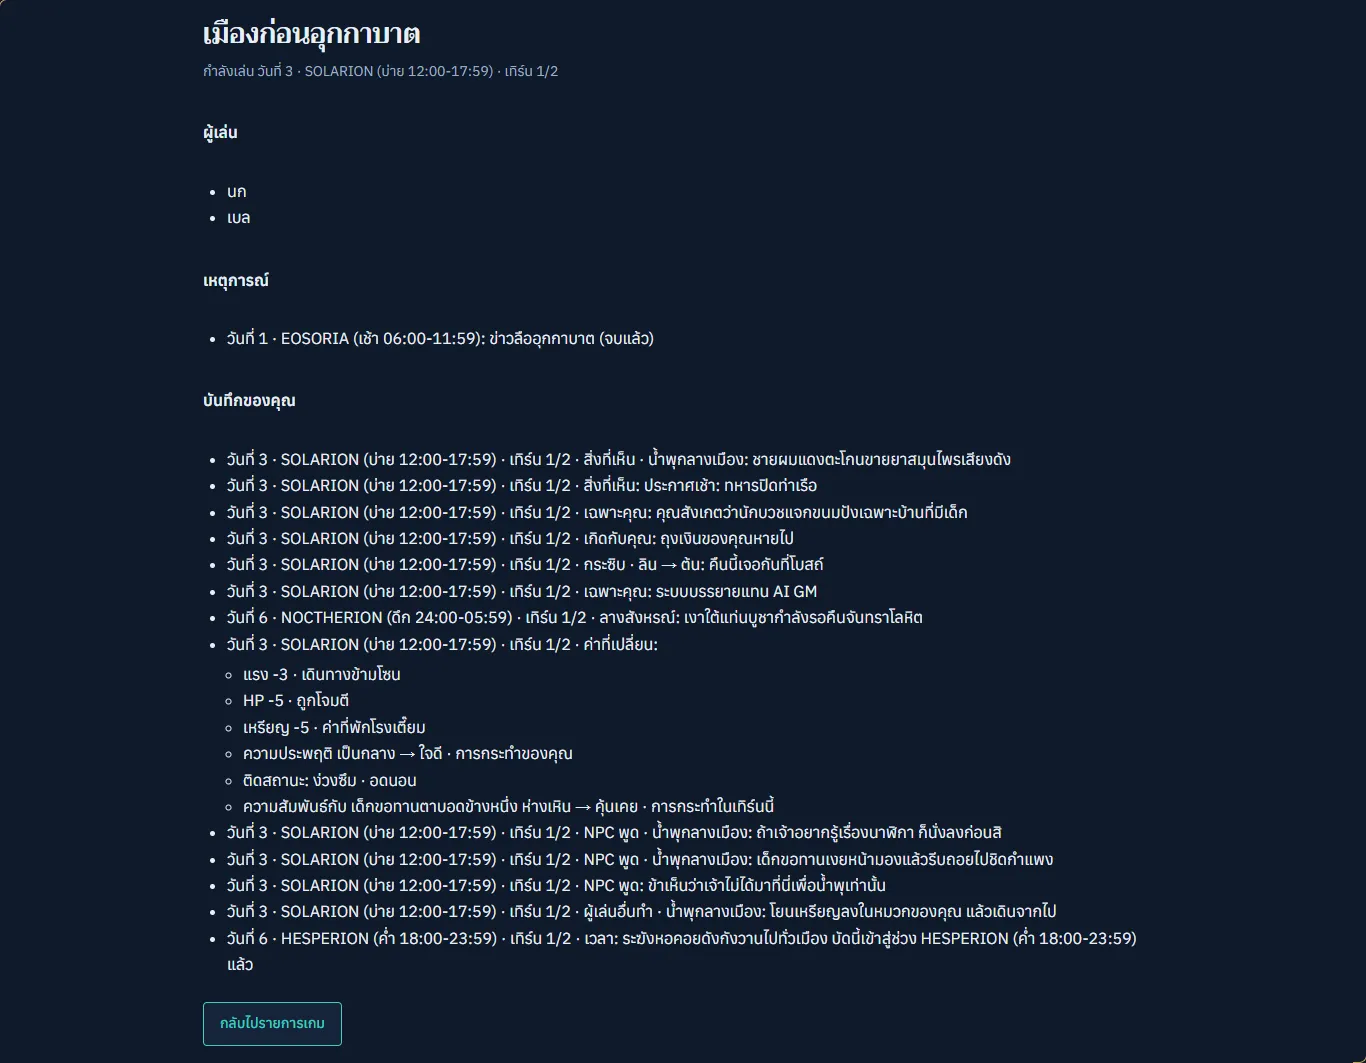 เมืองก่อนอุกกาบาต
กำลังเล่น วันที่ 3 · SOLARION (บ่าย 12:00-17:59) · เทิร์น 1/2
ผู้เล่น
นก
เบล
เหตุการณ์
วันที่ 1 · EOSORIA (เช้า 06:00-11:59): ข่าวลืออุกกาบาต (จบแล้ว)
บันทึกของคุณ
วันที่ 3 · SOLARION (บ่าย 12:00-17:59) · เทิร์น 1/2 · สิ่งที่เห็น · น้ำพุกลางเมือง: ชายผมแดงตะโกนขายยาสมุนไพรเสียงดัง
วันที่ 3 · SOLARION (บ่าย 12:00-17:59) · เทิร์น 1/2 · สิ่งที่เห็น: ประกาศเช้า: ทหารปิดท่าเรือ
วันที่ 3 · SOLARION (บ่าย 12:00-17:59) · เทิร์น 1/2 · เฉพาะคุณ: คุณสังเกตว่านักบวชแจกขนมปังเฉพาะบ้านที่มีเด็ก
วันที่ 3 · SOLARION (บ่าย 12:00-17:59) · เทิร์น 1/2 · เกิดกับคุณ: ถุงเงินของคุณหายไป
วันที่ 3 · SOLARION (บ่าย 12:00-17:59) · เทิร์น 1/2 · กระซิบ · ลิน → ต้น: คืนนี้เจอกันที่โบสถ์
วันที่ 3 · SOLARION (บ่าย 12:00-17:59) · เทิร์น 1/2 · เฉพาะคุณ: ระบบบรรยายแทน AI GM
วันที่ 6 · NOCTHERION (ดึก 24:00-05:59) · เทิร์น 1/2 · ลางสังหรณ์: เงาใต้แท่นบูชากำลังรอคืนจันทราโลหิต
วันที่ 3 · SOLARION (บ่าย 12:00-17:59) · เทิร์น 1/2 · ค่าที่เปลี่ยน:
แรง -3 · เดินทางข้ามโซน
HP -5 · ถูกโจมตี
เหรียญ -5 · ค่าที่พักโรงเตี๊ยม
ความประพฤติ เป็นกลาง → ใจดี · การกระทำของคุณ
ติดสถานะ: ง่วงซึม · อดนอน
ความสัมพันธ์กับ เด็กขอทานตาบอดข้างหนึ่ง ห่างเหิน → คุ้นเคย · การกระทำในเทิร์นนี้
วันที่ 3 · SOLARION (บ่าย 12:00-17:59) · เทิร์น 1/2 · NPC พูด · น้ำพุกลางเมือง: ถ้าเจ้าอยากรู้เรื่องนาฬิกา ก็นั่งลงก่อนสิ
วันที่ 3 · SOLARION (บ่าย 12:00-17:59) · เทิร์น 1/2 · NPC พูด · น้ำพุกลางเมือง: เด็กขอทานเงยหน้ามองแล้วรีบถอยไปชิดกำแพง
วันที่ 3 · SOLARION (บ่าย 12:00-17:59) · เทิร์น 1/2 · NPC พูด: ข้าเห็นว่าเจ้าไม่ได้มาที่นี่เพื่อน้ำพุเท่านั้น
วันที่ 3 · SOLARION (บ่าย 12:00-17:59) · เทิร์น 1/2 · ผู้เล่นอื่นทำ · น้ำพุกลางเมือง: โยนเหรียญลงในหมวกของคุณ แล้วเดินจากไป
วันที่ 6 · HESPERION (ค่ำ 18:00-23:59) · เทิร์น 1/2 · เวลา: ระฆังหอคอยดังกังวานไปทั่วเมือง บัดนี้เข้าสู่ช่วง HESPERION (ค่ำ 18:00-23:59)
แล้ว
กลับไปรายการเกม